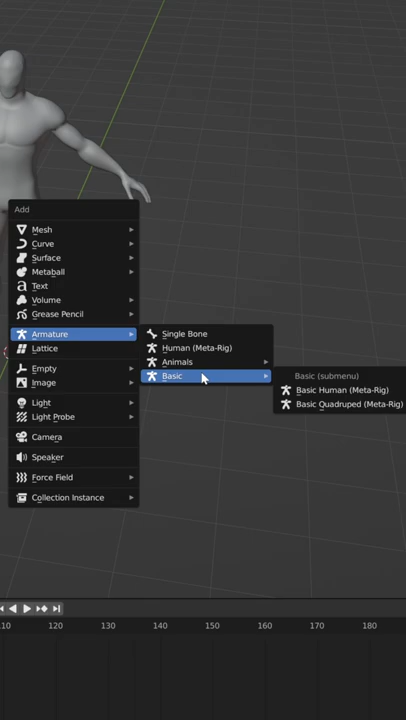 Add
Mesh
Curve
Surface
Metaball
Text
Volume
Grease Pencil
Armature
Lattice
Empty
Image
Light
Light Probe
Camera
Speaker
Force Field
Collection Instance
Single Bone
Human (Meta-Rig)
Animals
Basic
Basic (submenu)
Basic Human (Meta-Rig)
Basic Quadruped (Meta-Rig)
110 120 130 140 150 160 170 180